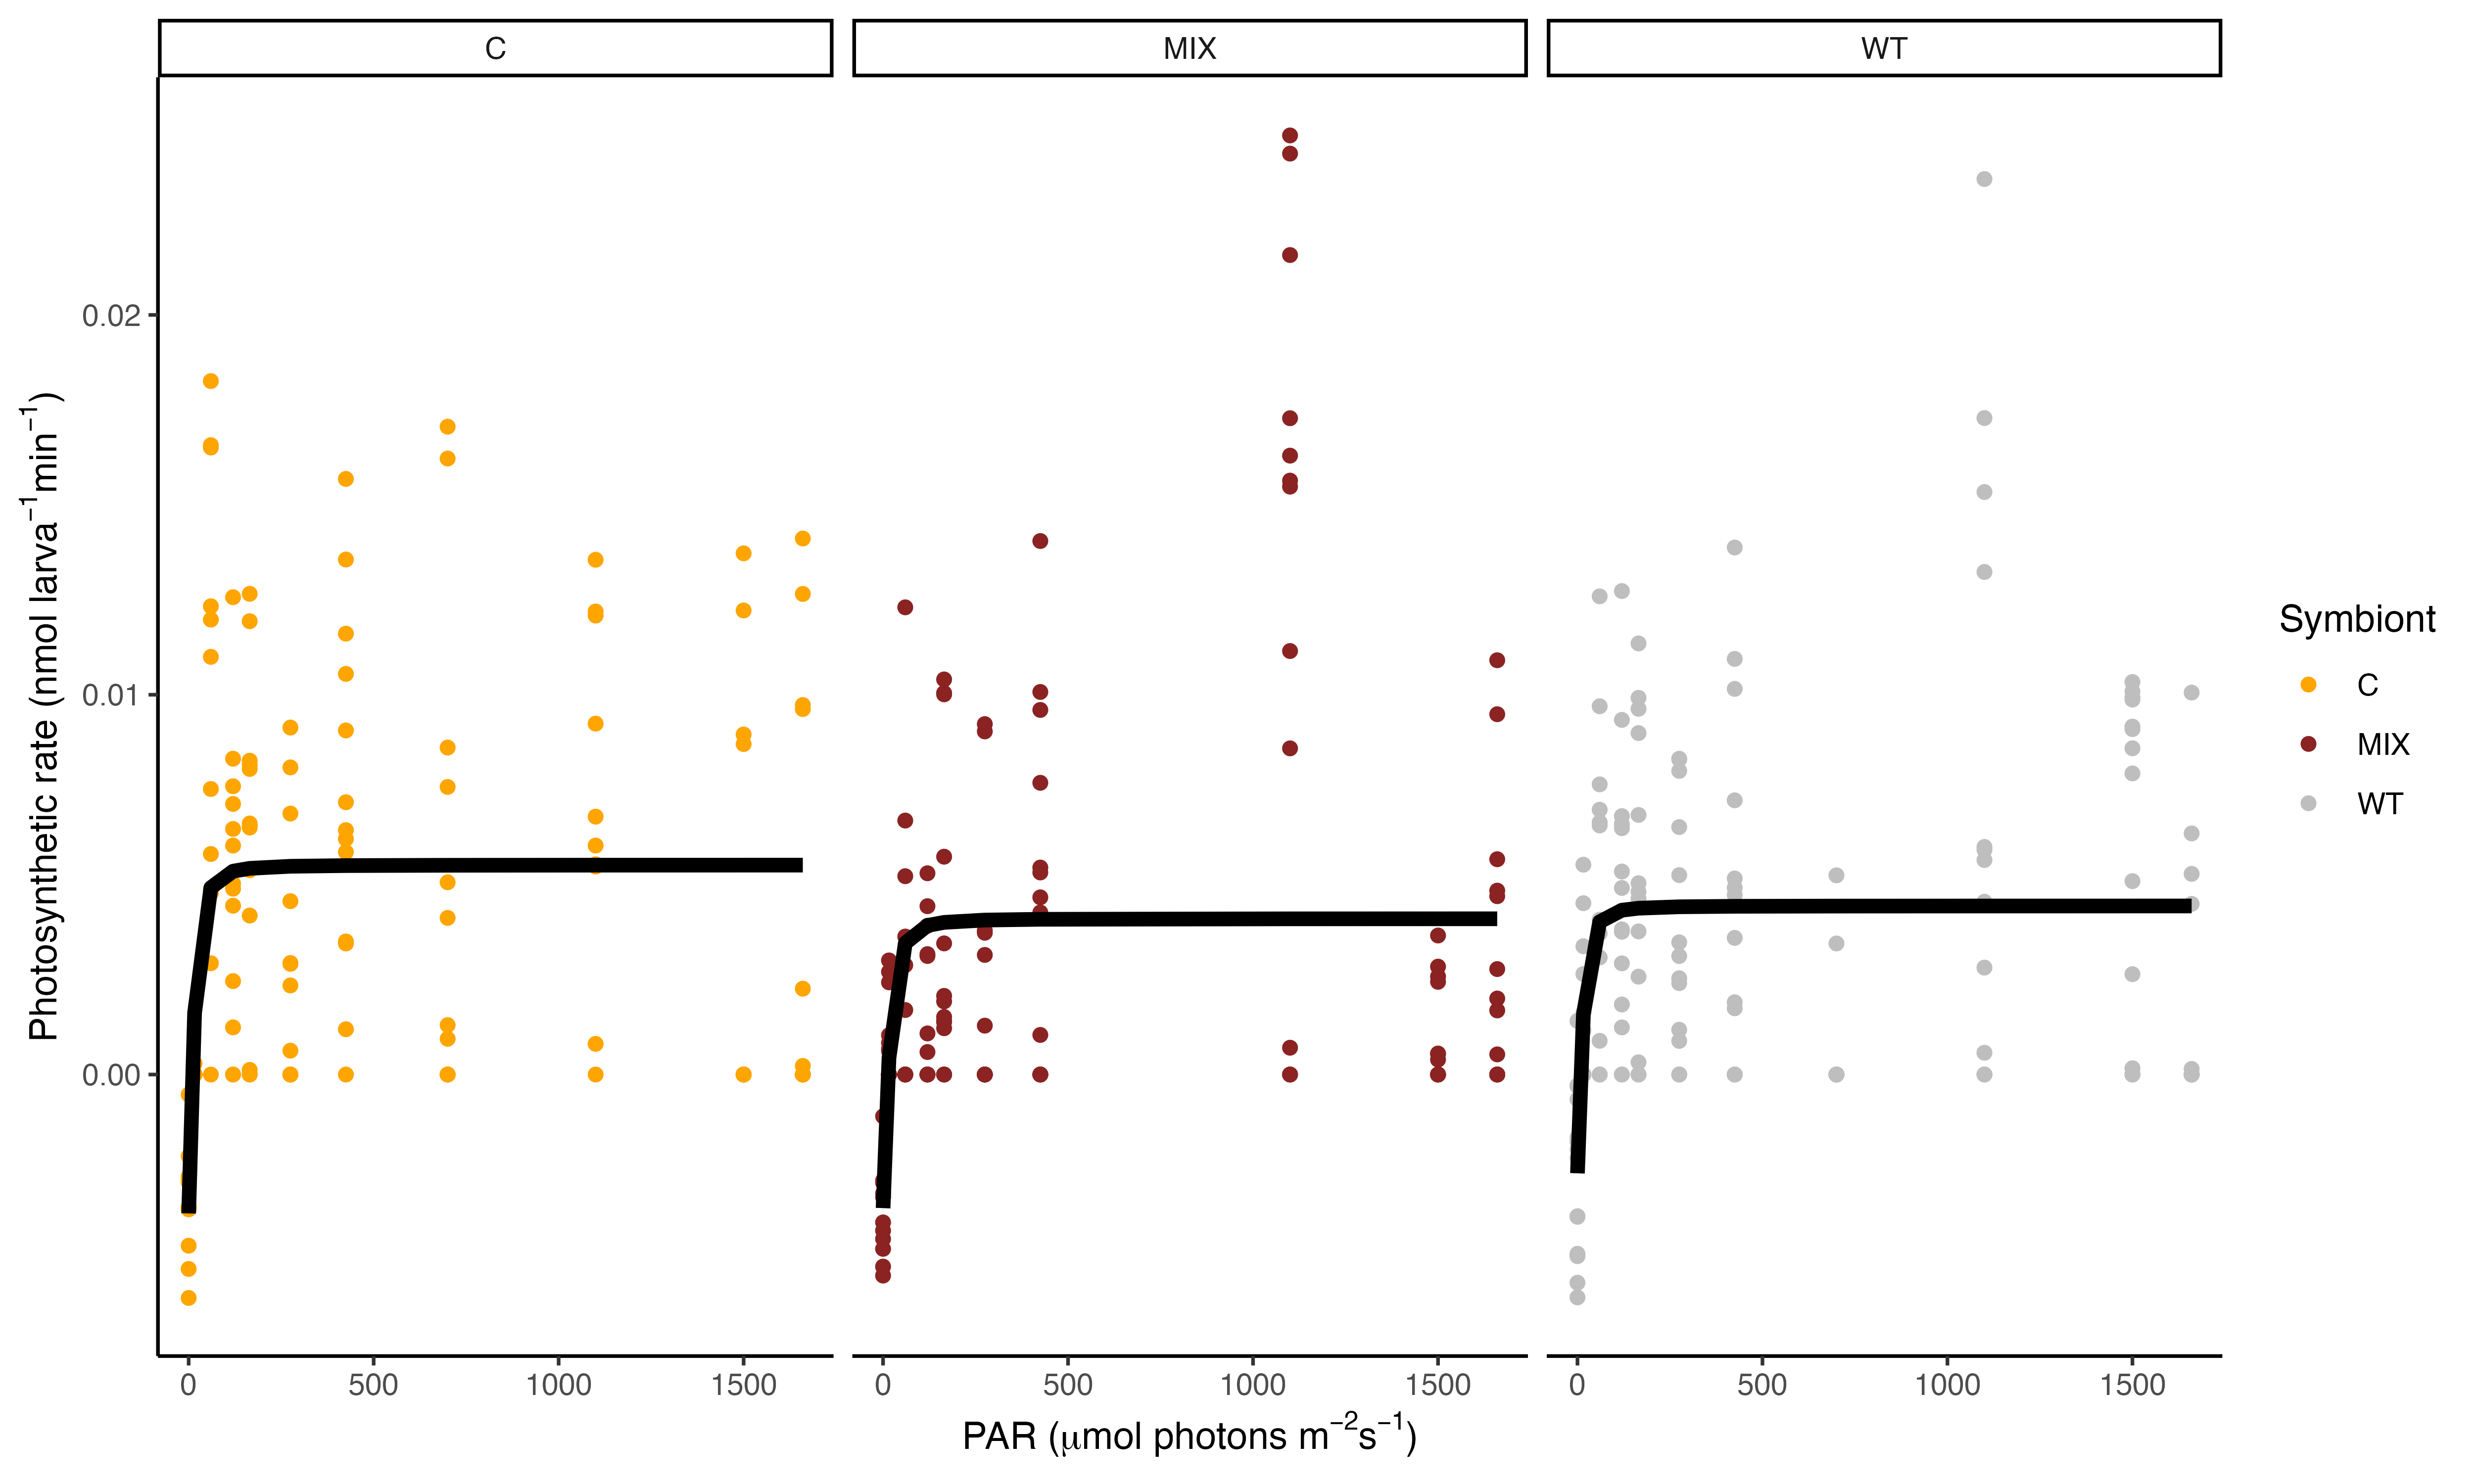 C
MIX
WT
0.02
0.01
0.00
Photosynthetic rate (nmol larva⁻¹min⁻¹)
0 500 1000 1500
0 500 1000 1500
0 500 1000 1500
PAR (μmol photons m⁻²s⁻¹)
Symbiont
C
MIX
WT